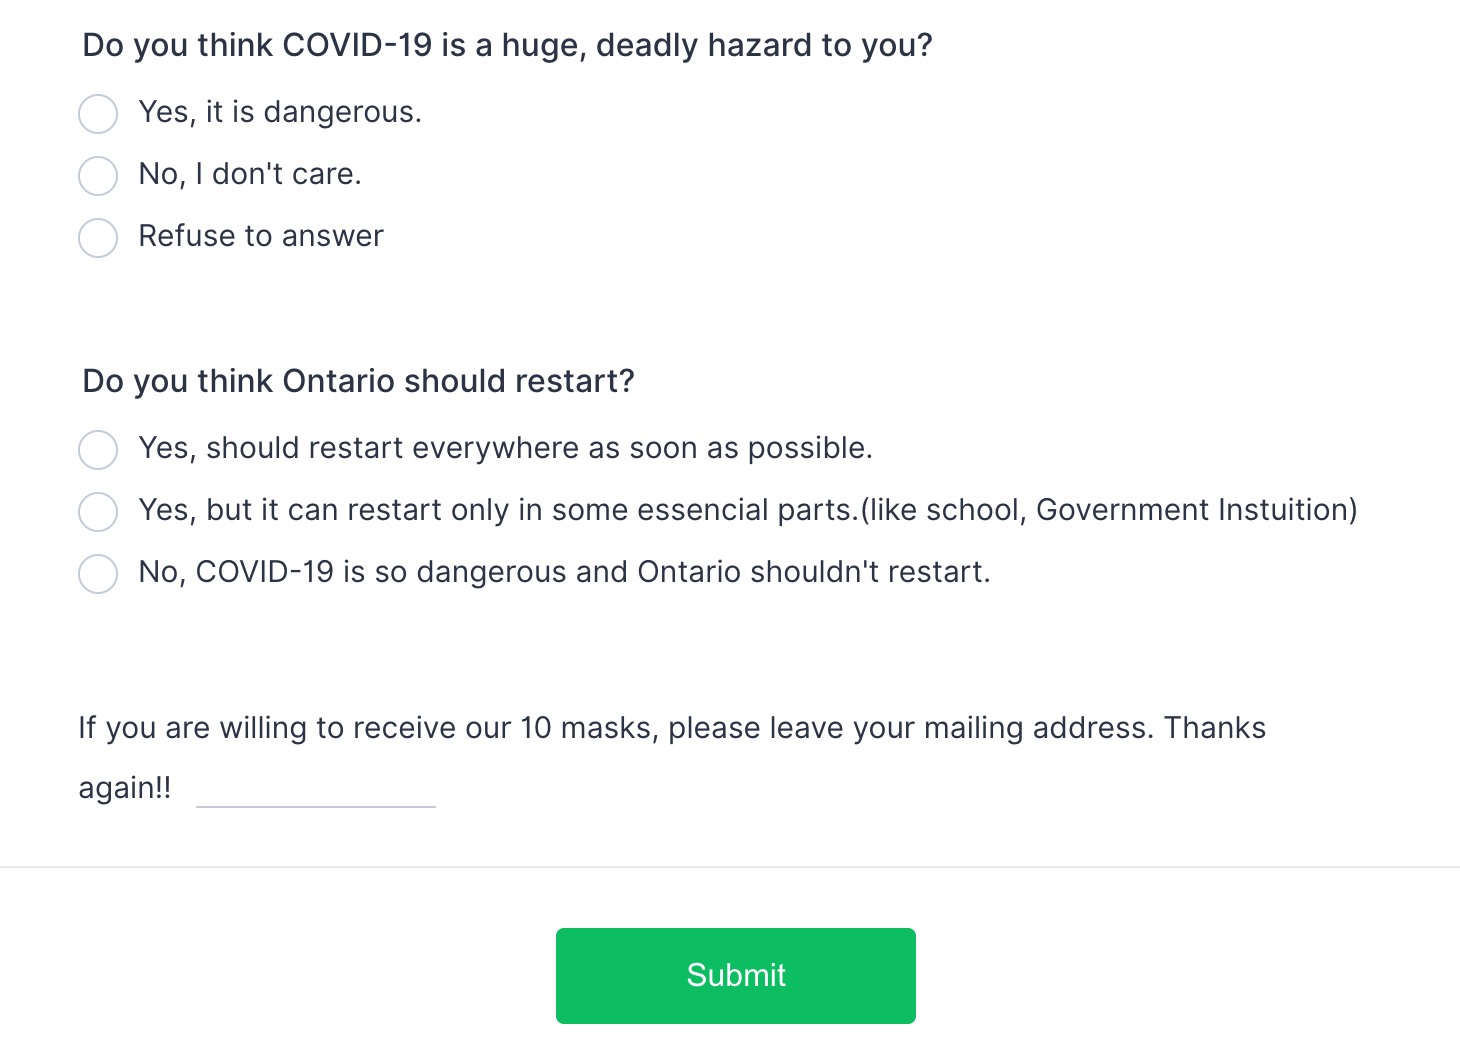 Do you think COVID-19 is a huge, deadly hazard to you?
Yes, it is dangerous.
No, I don't care.
Refuse to answer
Do you think Ontario should restart?
Yes, should restart everywhere as soon as possible.
Yes, but it can restart only in some essencial parts.(like school, Government Instuition)
No, COVID-19 is so dangerous and Ontario shouldn't restart.
If you are willing to receive our 10 masks, please leave your mailing address. Thanks
again!!
Submit